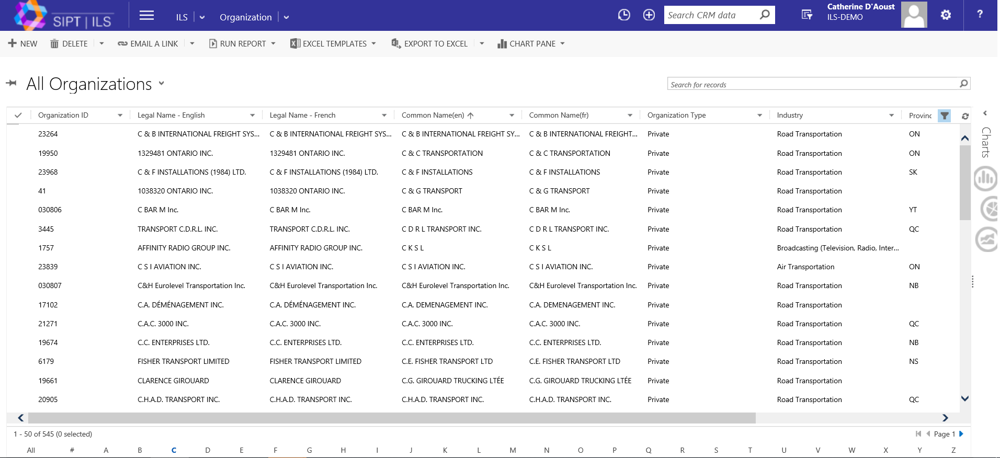 SIPT | ILS ILS Organization Search CRM data Catherine D'Aoust ?
ILS-DEMO
NEW DELETE EMAIL A LINK RUN REPORT EXCEL TEMPLATES EXPORT TO EXCEL CHART PANE
All Organizations Search for records
Organization ID Legal Name - English Legal Name - French Common Name(en) Common Name(fr) Organization Type Industry Provinc
23264 C & B INTERNATIONAL FREIGHT SYS... C & B INTERNATIONAL FREIGHT SYS... C & B INTERNATIONAL FREIGHT SY... C & B INTERNATIONAL FREIGHT... Private Road Transportation ON
19950 1329481 ONTARIO INC. 1329481 ONTARIO INC. C & C TRANSPORTATION C & C TRANSPORTATION Private Road Transportation ON
23968 C & F INSTALLATIONS (1984) LTD. C & F INSTALLATIONS (1984) LTD. C & F INSTALLATIONS C & F INSTALLATIONS Private Road Transportation SK
41 1038320 ONTARIO INC. 1038320 ONTARIO INC. C & G TRANSPORT C & G TRANSPORT Private Road Transportation
030806 C BAR M Inc. C BAR M Inc. C BAR M Inc. C BAR M Inc. Private Road Transportation YT
3445 TRANSPORT C.D.R.L. INC. TRANSPORT C.D.R.L. INC. C D R L TRANSPORT INC. C D R L TRANSPORT INC. Private Road Transportation QC
1757 AFFINITY RADIO GROUP INC. AFFINITY RADIO GROUP INC. C K S L C K S L Private Broadcasting (Television, Radio, Inter...
23839 C S I AVIATION INC. C S I AVIATION INC. C S I AVIATION INC. C S I AVIATION INC. Private Air Transportation ON
030807 C&H Eurolevel Transportation Inc. C&H Eurolevel Transportation Inc. C&H Eurolevel Transportation Inc. C&H Eurolevel Transportation Inc. Private Road Transportation NB
17102 C.A. DÉMÉNAGEMENT INC. C.A. DÉMÉNAGEMENT INC. C.A. DEMENAGEMENT INC. C.A. DEMENAGEMENT INC. Private Road Transportation
21271 C.A.C. 3000 INC. C.A.C. 3000 INC. C.A.C. 3000 INC. C.A.C. 3000 INC. Private Road Transportation QC
19674 C.C. ENTERPRISES LTD. C.C. ENTERPRISES LTD. C.C. ENTERPRISES LTD. C.C. ENTERPRISES LTD. Private Road Transportation NB
6179 FISHER TRANSPORT LIMITED FISHER TRANSPORT LIMITED C.E. FISHER TRANSPORT LTD C.E. FISHER TRANSPORT LTD Private Road Transportation NS
19661 CLARENCE GIROUARD CLARENCE GIROUARD C.G. GIROUARD TRUCKING LTÉE C.G. GIROUARD TRUCKING LTÉE Private Road Transportation
20905 C.H.A.D. TRANSPORT INC. C.H.A.D. TRANSPORT INC. C.H.A.D. TRANSPORT INC. C.H.A.D. TRANSPORT INC. Private Road Transportation QC
Charts
1 - 50 of 545 (0 selected) Page 1
All # A B C D E F G H I J K L M N O P Q R S T U V W X Y Z